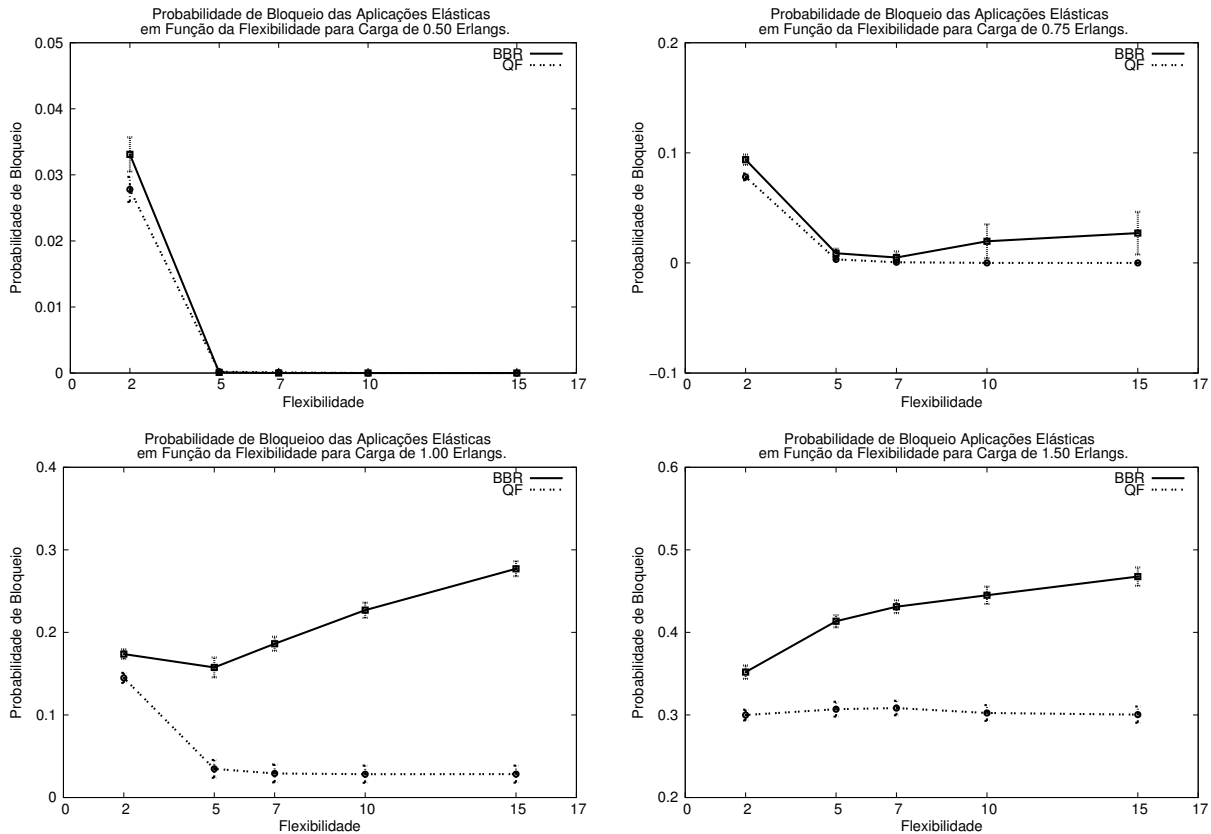 Probabilidade de Bloqueio das Aplicações Elásticas
em Função da Flexibilidade para Carga de 0.50 Erlangs.
0.05
0.04
0.03
0.02
0.01
0
Probabilidade de Bloqueio
BBR
QF
0 2 5 7 10 15 17
Flexibilidade
Probabilidade de Bloqueio das Aplicações Elásticas
em Função da Flexibilidade para Carga de 0.75 Erlangs.
0.2
0.1
0
−0.1
Probabilidade de Bloqueio
BBR
QF
0 2 5 7 10 15 17
Flexibilidade
Probabilidade de Bloqueioo das Aplicações Elásticas
em Função da Flexibilidade para Carga de 1.00 Erlangs.
0.4
0.3
0.2
0.1
0
Probabilidade de Bloqueio
BBR
QF
0 2 5 7 10 15 17
Flexibilidade
Probabilidade de Bloqueio Aplicações Elásticas
em Função da Flexibilidade para Carga de 1.50 Erlangs.
0.6
0.5
0.4
0.3
0.2
Probabilidade de Bloqueio
BBR
QF
0 2 5 7 10 15 17
Flexibilidade